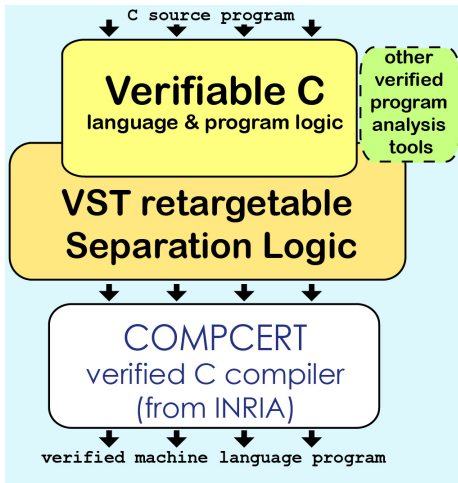 C source program
Verifiable C
language & program logic
other
verified
program
analysis
tools
VST retargetable
Separation Logic
COMPCERT
verified C compiler
(from INRIA)
verified machine language program